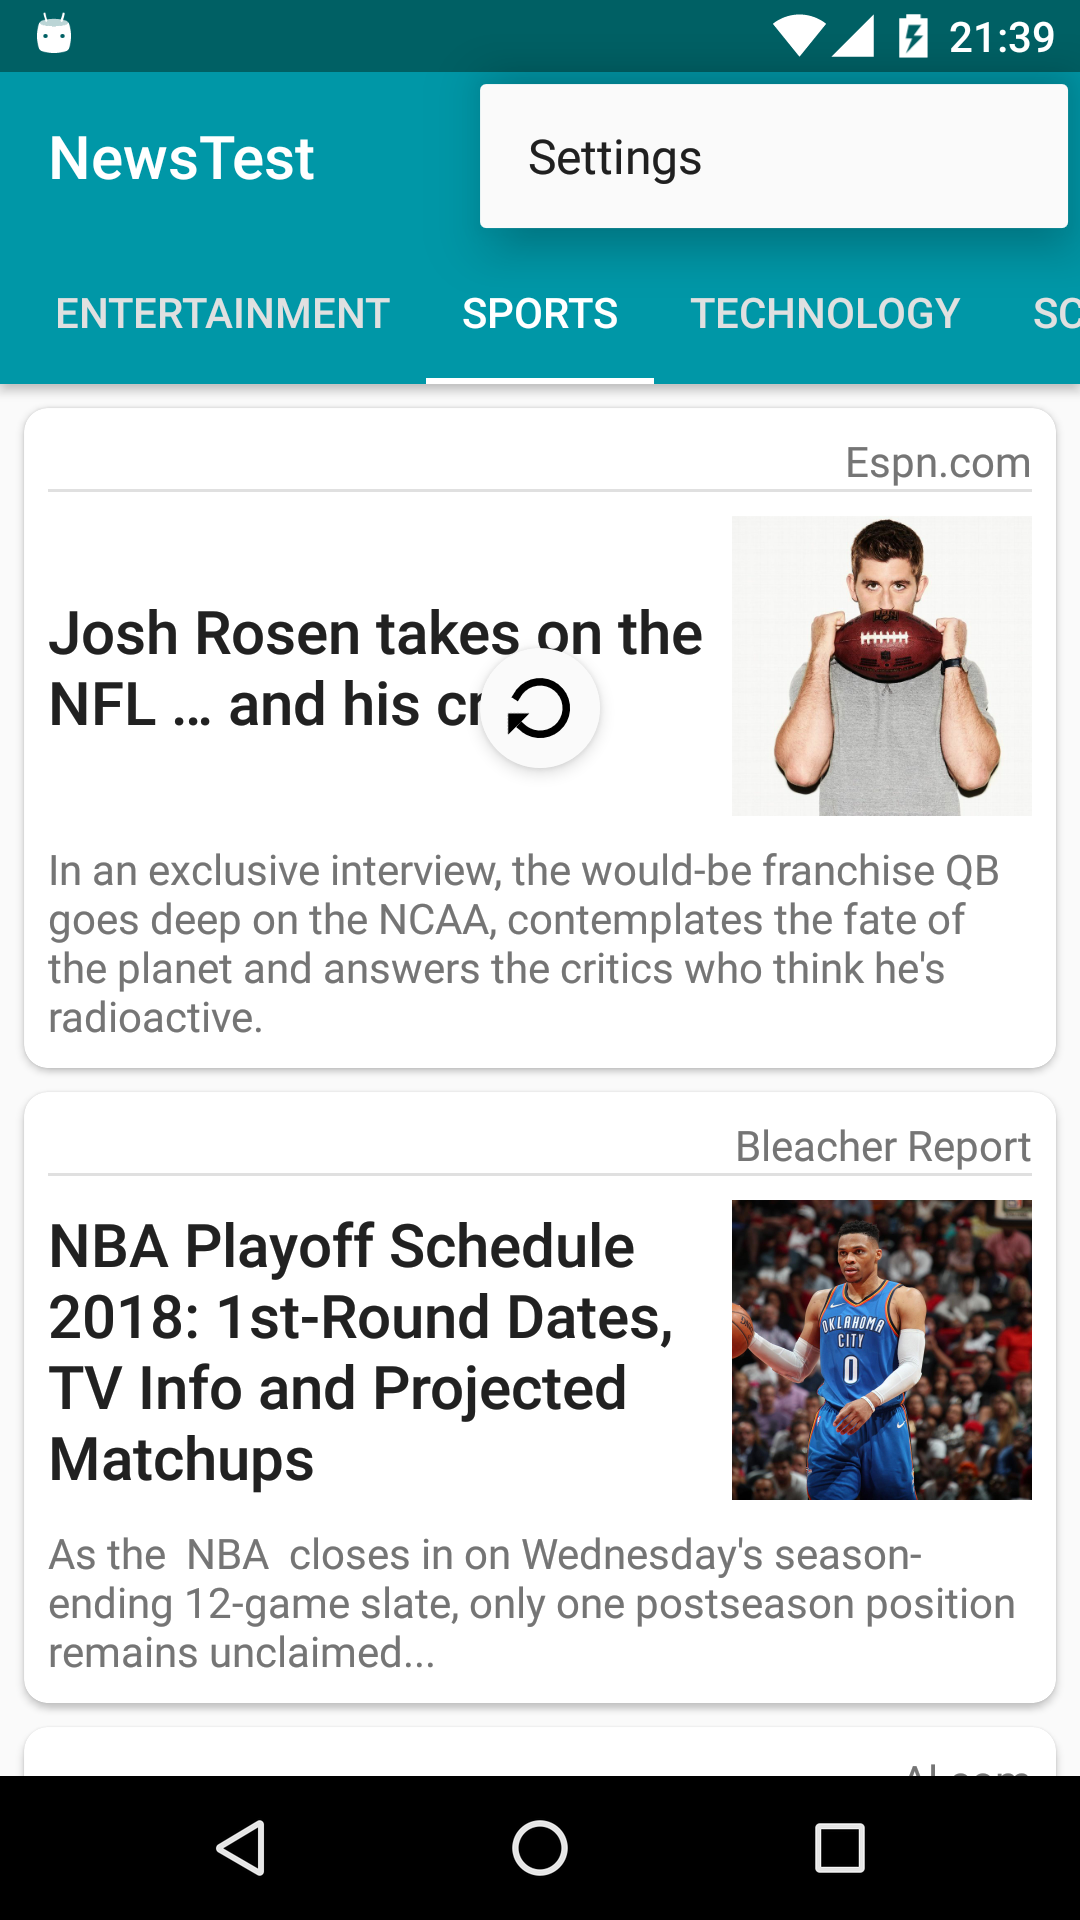 21:39
NewsTest
Settings
ENTERTAINMENT
SPORTS
TECHNOLOGY
SC
Espn.com
Josh Rosen takes on the
NFL ... and his cr
In an exclusive interview, the would-be franchise QB
goes deep on the NCAA, contemplates the fate of
the planet and answers the critics who think he's
radioactive.
Bleacher Report
NBA Playoff Schedule
2018: 1st-Round Dates,
TV Info and Projected
Matchups
OKLAHOMA
CITY
0
As the  NBA  closes in on Wednesday's season-
ending 12-game slate, only one postseason position
remains unclaimed...